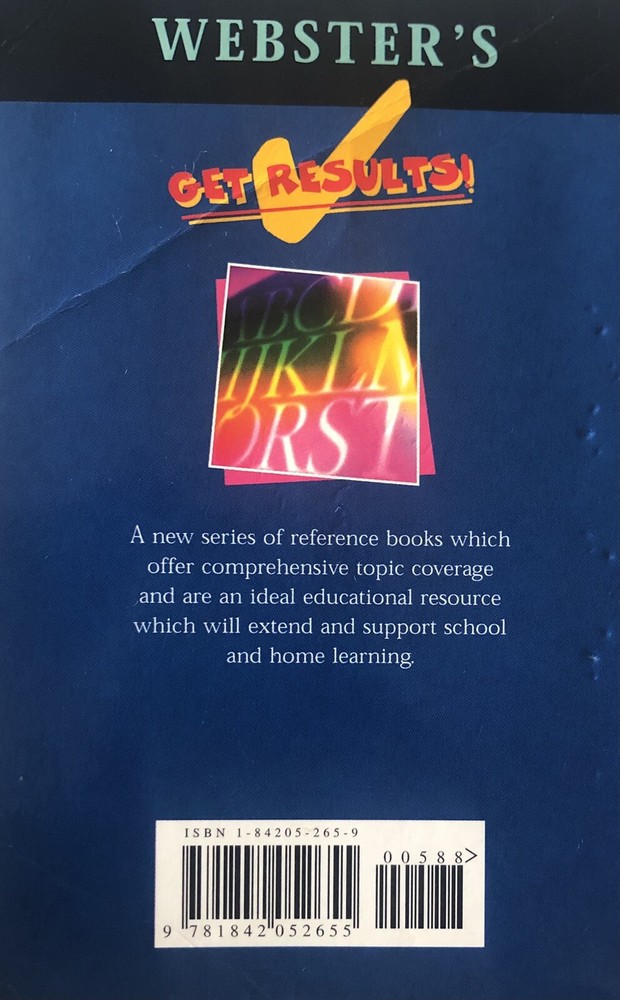 WEBSTER'S
GET RESULTS!
ABCD
IJKLM
QRST
A new series of reference books which
offer comprehensive topic coverage
and are an ideal educational resource
which will extend and support school
and home learning.
ISBN 1-84205-265-9
00588>
9 781842 052655